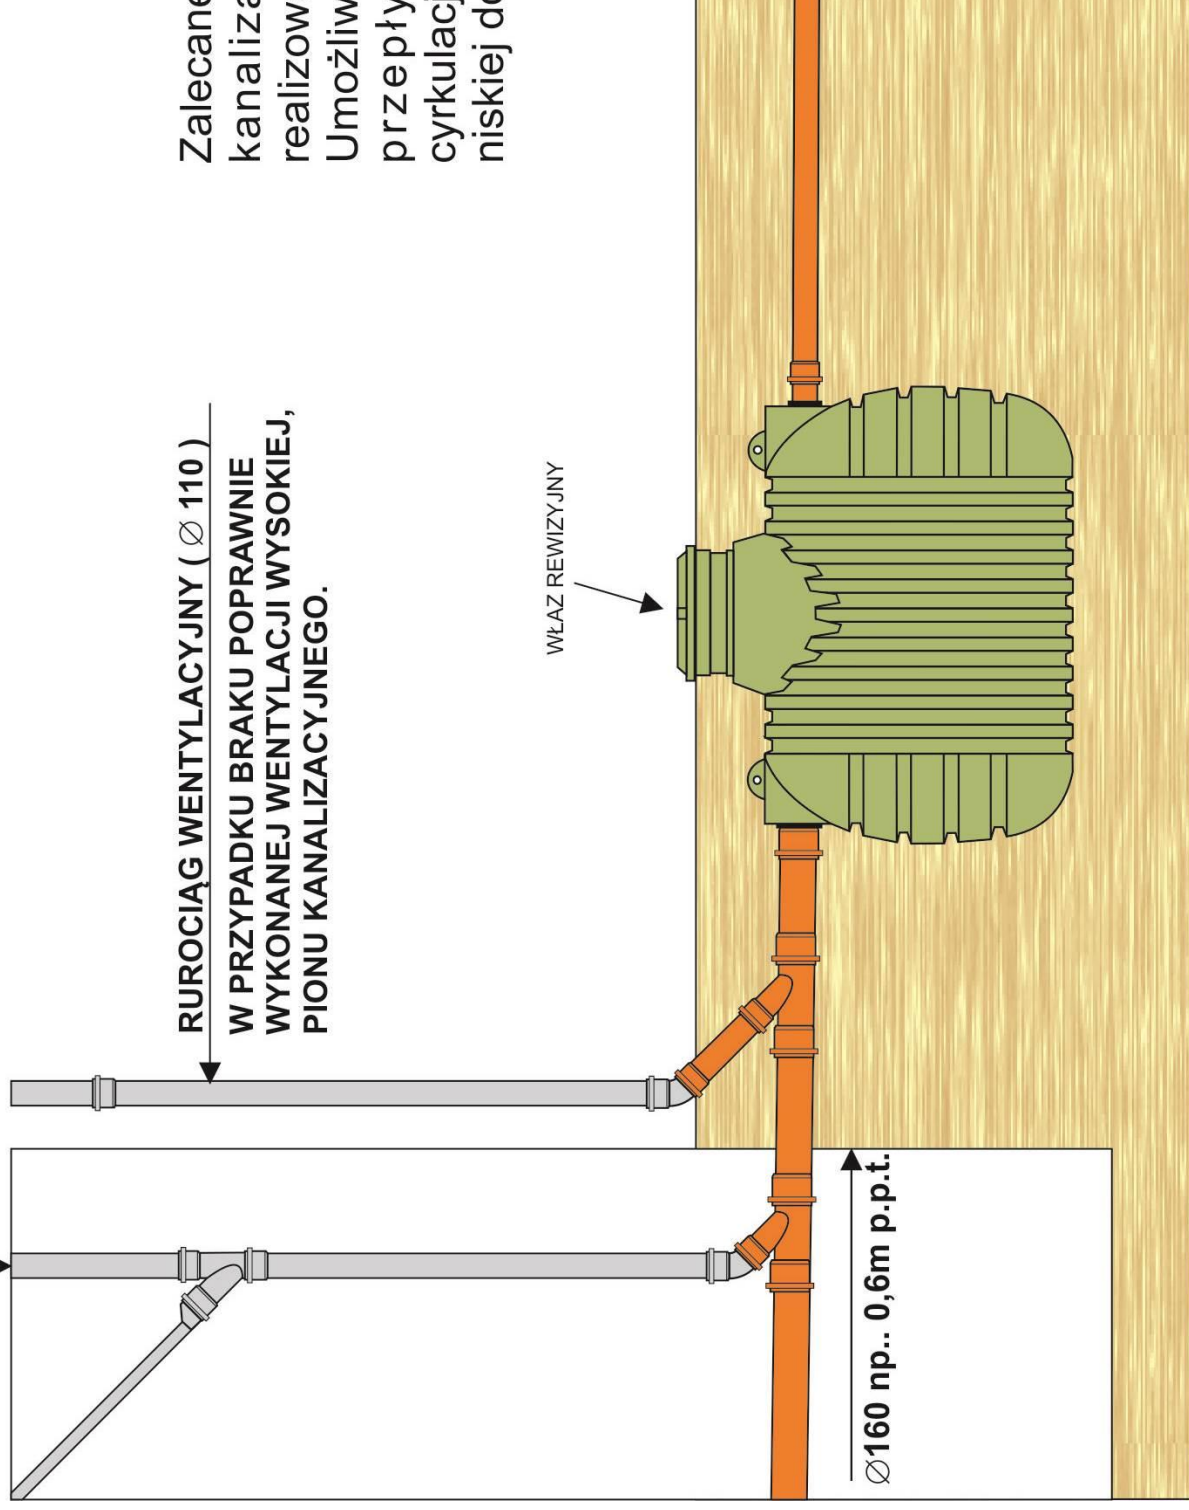 Zalecane
kanaliza
realizow
Umożliw
przepły
cyrkulacj
niskiej do
RUROCIĄG WENTYLACYJNY ( ∅ 110 )
W PRZYPADKU BRAKU POPRAWNIE
WYKONANEJ WENTYLACJI WYSOKIEJ,
PIONU KANALIZACYJNEGO.
WŁAZ REWIZYJNY
∅160 np.. 0,6m p.p.t.